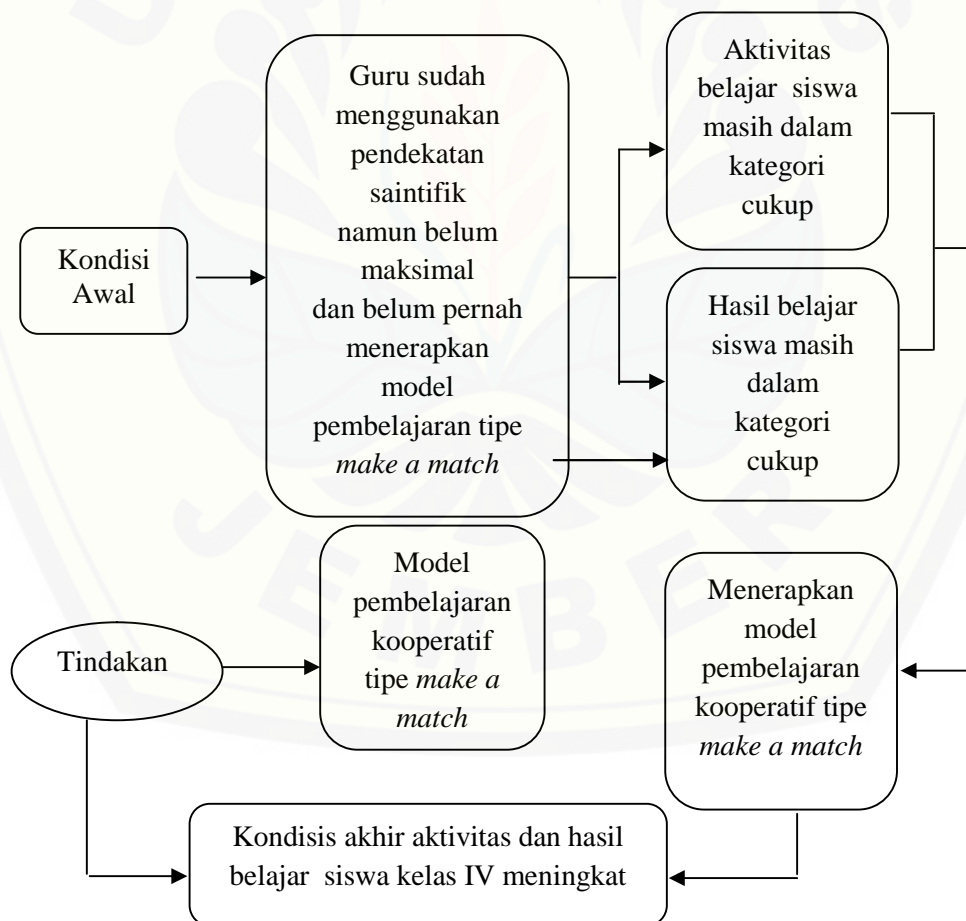 Kondisi
Awal
Guru sudah
menggunakan
pendekatan
saintifik
namun belum
maksimal
dan belum pernah
menerapkan
model
pembelajaran tipe
make a match
Aktivitas
belajar siswa
masih dalam
kategori
cukup
Hasil belajar
siswa masih
dalam
kategori
cukup
Tindakan
Model
pembelajaran
kooperatif
tipe make a
match
Menerapkan
model
pembelajaran
kooperatif tipe
make a match
Kondisis akhir aktivitas dan hasil
belajar siswa kelas IV meningkat
JEMBER